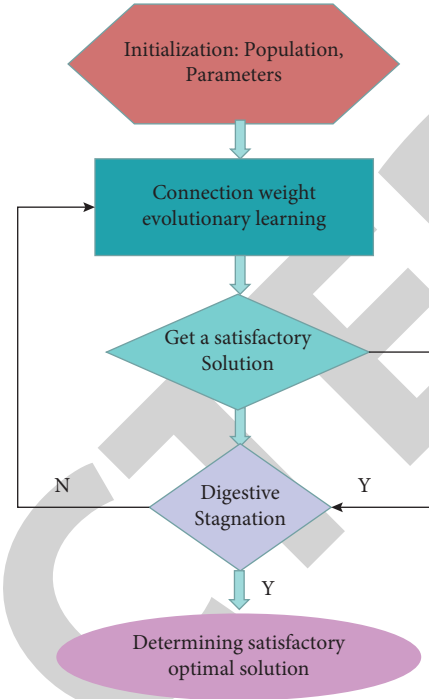 Initialization: Population,
Parameters
Connection weight
evolutionary learning
Get a satisfactory
Solution
N
Digestive
Stagnation
Y
Y
Determining satisfactory
optimal solution